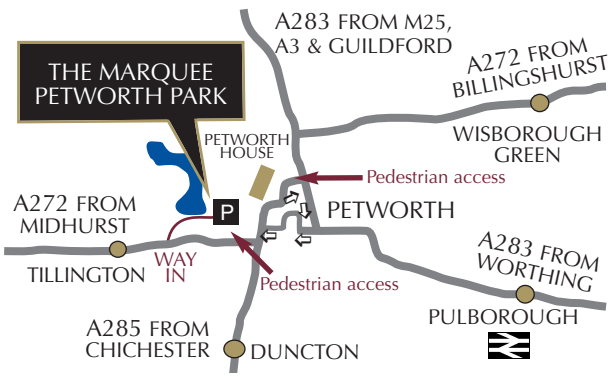 A283 FROM M25,
A3 & GUILDFORD
A272 FROM
BILLINGSHURST
THE MARQUEE
PETWORTH PARK
WISBOROUGH
GREEN
PETWORTH
HOUSE
Pedestrian access
A272 FROM
MIDHURST
P
PETWORTH
TILLINGTON
WAY
IN
Pedestrian access
A283 FROM
WORTHING
PULBOROUGH
A285 FROM
CHICHESTER
DUNCTON